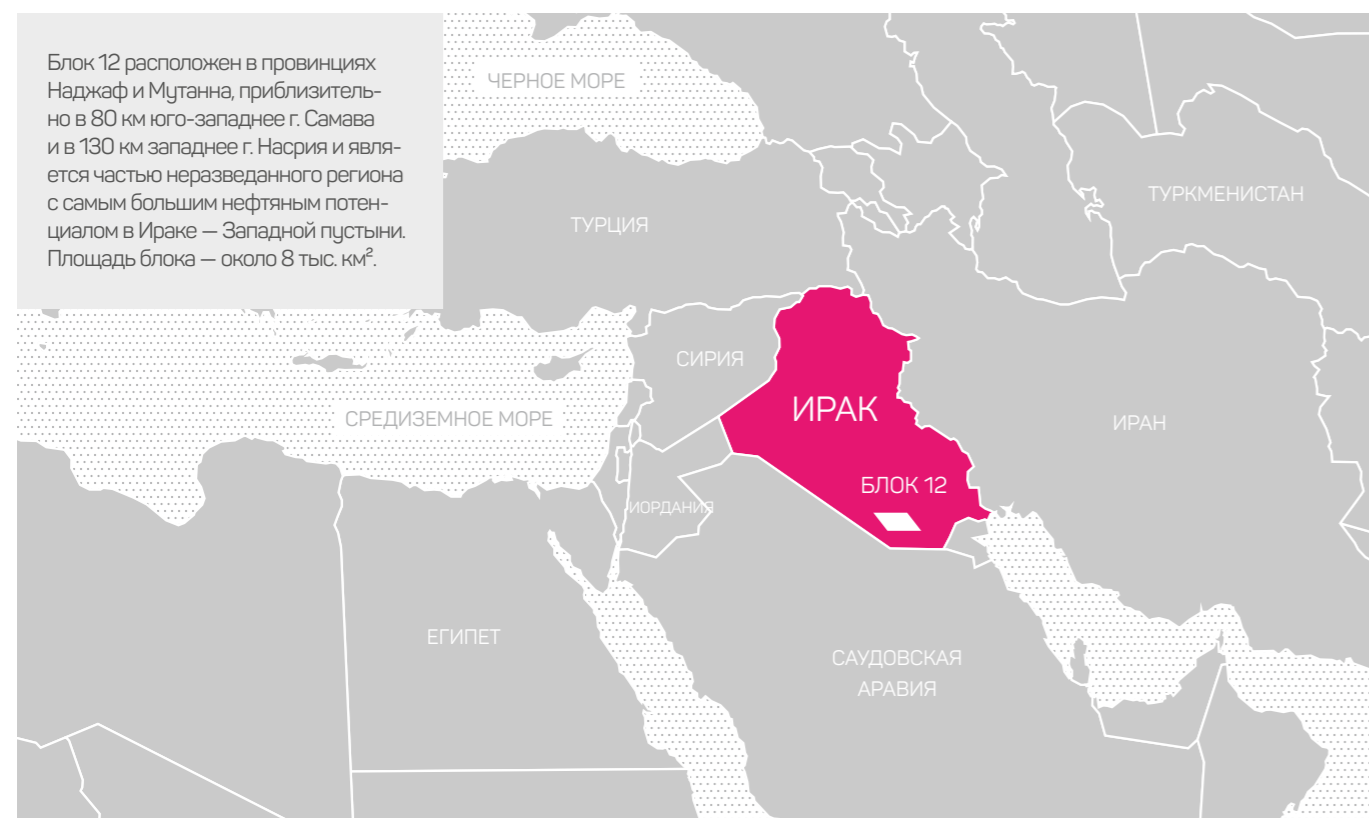 Блок 12 расположен в провинциях
Наджаф и Мутанна, приблизитель-
но в 80 км юго-западнее г. Самава
и в 130 км западнее г. Насрия и явля-
ется частью неразведанного региона
с самым большим нефтяным потен-
циалом в Ираке — Западной пустыни.
Площадь блока — около 8 тыс. км².
ЧЕРНОЕ МОРЕ
ТУРКМЕНИСТАН
ТУРЦИЯ
СИРИЯ
СРЕДИЗЕМНОЕ МОРЕ
ИРАК
ИРАН
БЛОК 12
ИОРДАНИЯ
ЕГИПЕТ
САУДОВСКАЯ
АРАВИЯ